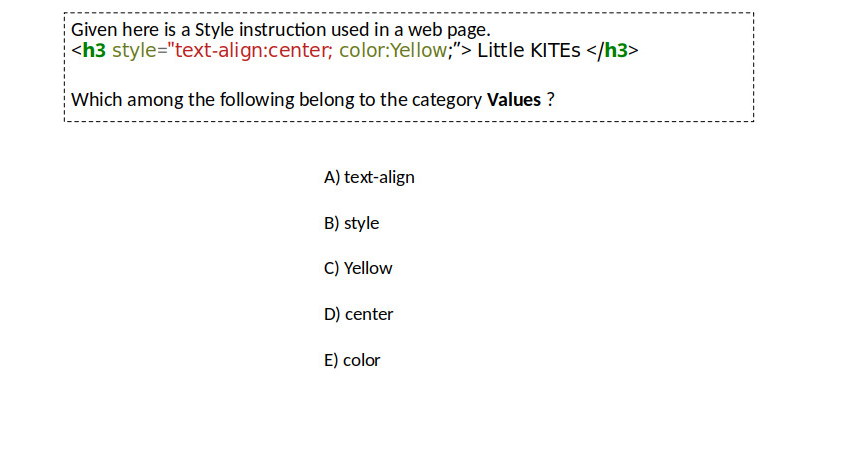 Given here is a Style instruction used in a web page.
<h3 style="text-align:center; color:Yellow;”> Little KITEs </h3>
Which among the following belong to the category Values ?
A) text-align
B) style
C) Yellow
D) center
E) color